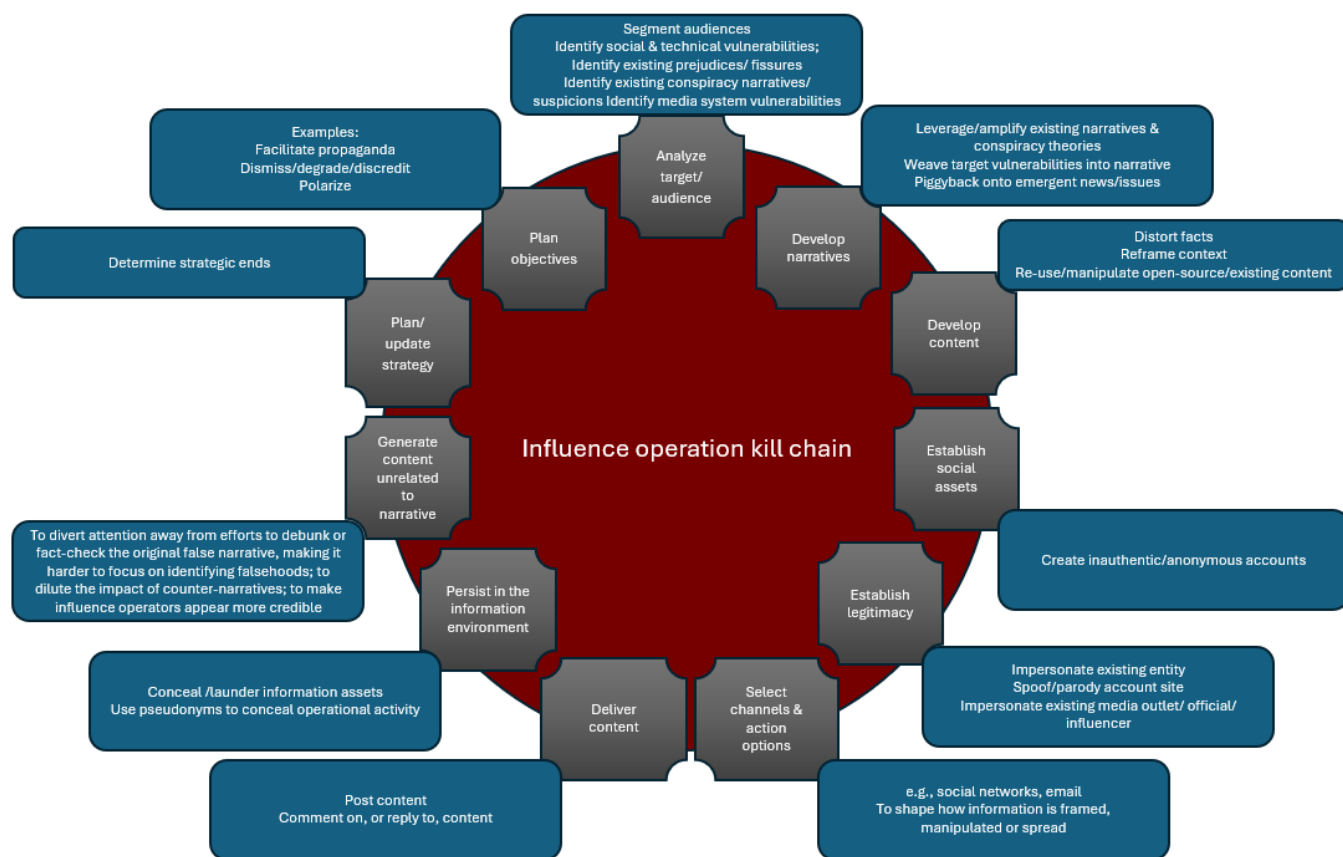 Segment audiences
Identify social & technical vulnerabilities;
Identify existing prejudices/ fissures
Identify existing conspiracy narratives/
suspicions Identify media system vulnerabilities
Analyze
target/
audience
Leverage/amplify existing narratives &
conspiracy theories
Weave target vulnerabilities into narrative
Piggyback onto emergent news/issues
Develop
narratives
Distort facts
Reframe context
Re-use/manipulate open-source/existing content
Develop
content
Establish
social
assets
Create inauthentic/anonymous accounts
Establish
legitimacy
Impersonate existing entity
Spoof/parody account site
Impersonate existing media outlet/ official/
influencer
Select
channels &
action
options
e.g., social networks, email
To shape how information is framed,
manipulated or spread
Deliver
content
Post content
Comment on, or reply to, content
Persist in the
information
environment
Conceal /launder information assets
Use pseudonyms to conceal operational activity
Generate
content
unrelated
to
narrative
To divert attention away from efforts to debunk or
fact-check the original false narrative, making it
harder to focus on identifying falsehoods; to
dilute the impact of counter-narratives; to make
influence operators appear more credible
Plan/
update
strategy
Determine strategic ends
Plan
objectives
Examples:
Facilitate propaganda
Dismiss/degrade/discredit
Polarize
Influence operation kill chain